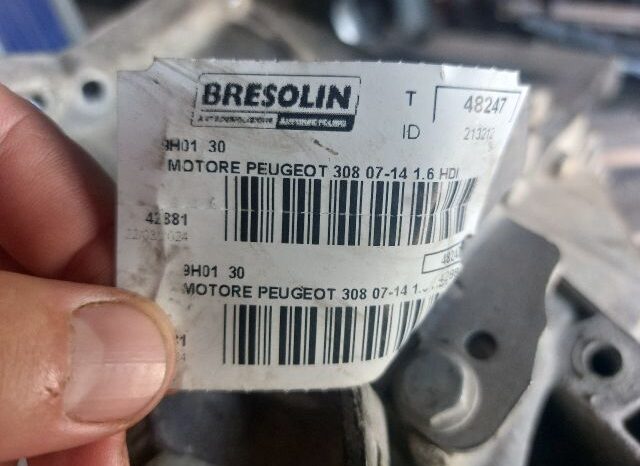 BRESOLIN
T 48247
ID 213212
9H01 30
MOTORE PEUGEOT 308 07-14 1.6 HDI
42881
9H01 30
MOTORE PEUGEOT 308 07-14